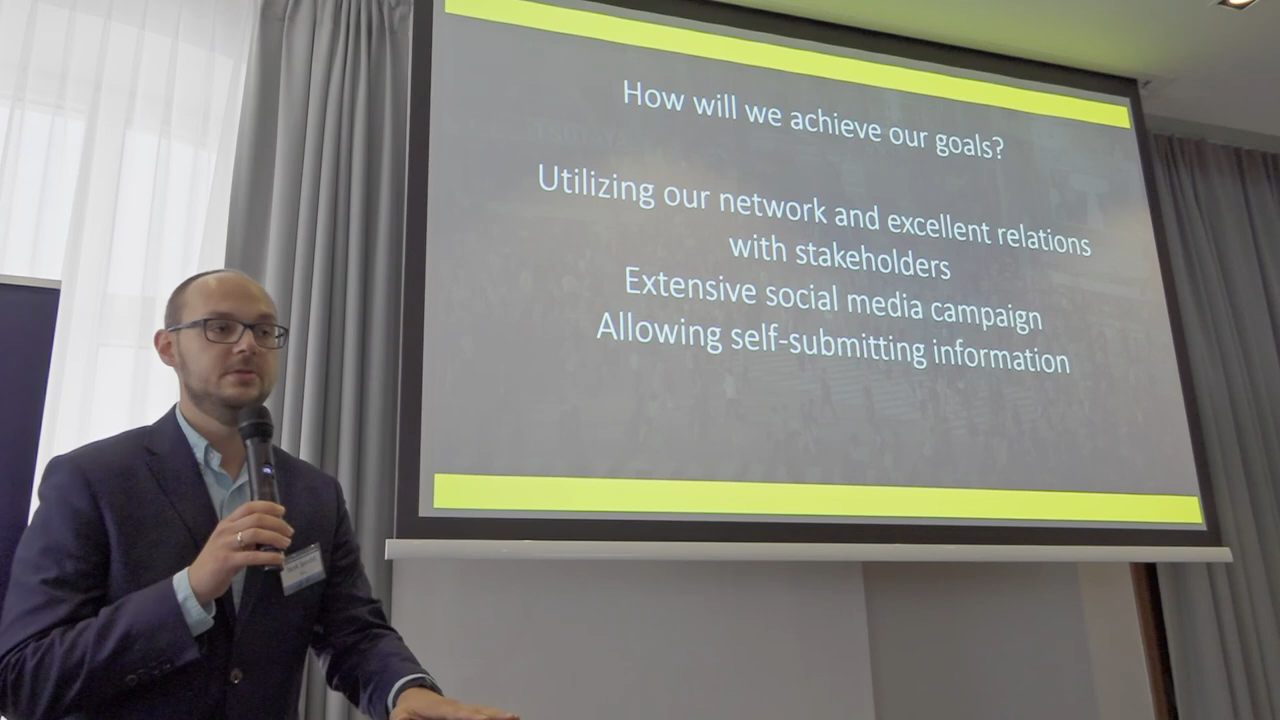 How will we achieve our goals?
Utilizing our network and excellent relations
with stakeholders
Extensive social media campaign
Allowing self-submitting information